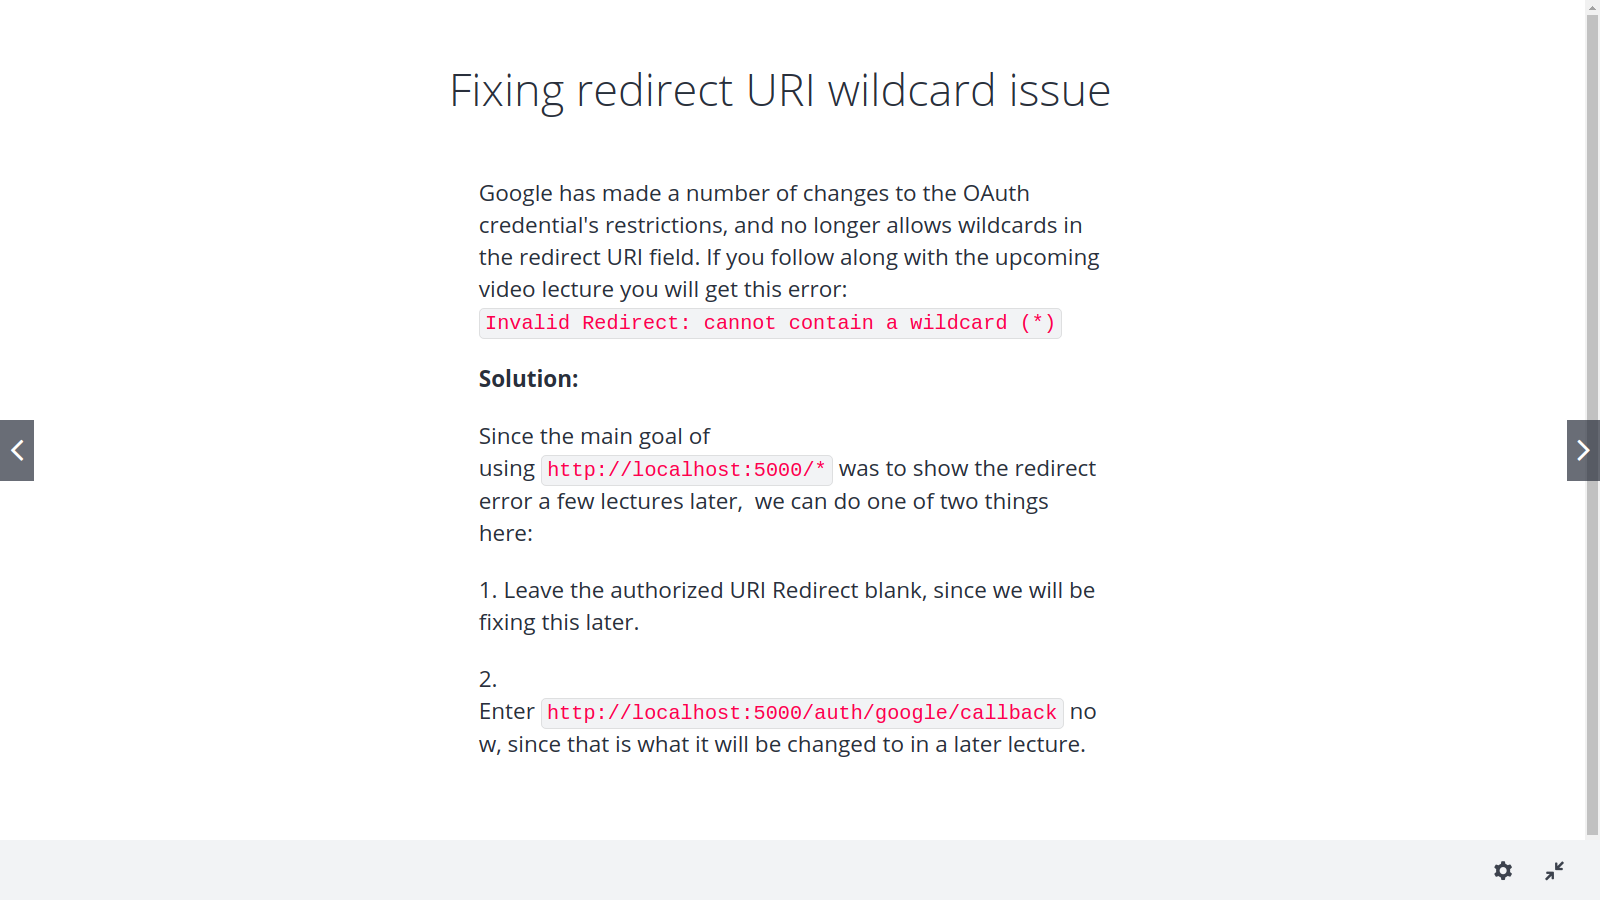 Fixing redirect URI wildcard issue
Google has made a number of changes to the OAuth
credential's restrictions, and no longer allows wildcards in
the redirect URI field. If you follow along with the upcoming
video lecture you will get this error:
Invalid Redirect: cannot contain a wildcard (*)
Solution:
Since the main goal of
using http://localhost:5000/* was to show the redirect
error a few lectures later,  we can do one of two things
here:
1. Leave the authorized URI Redirect blank, since we will be
fixing this later.
2.
Enter http://localhost:5000/auth/google/callback no
w, since that is what it will be changed to in a later lecture.